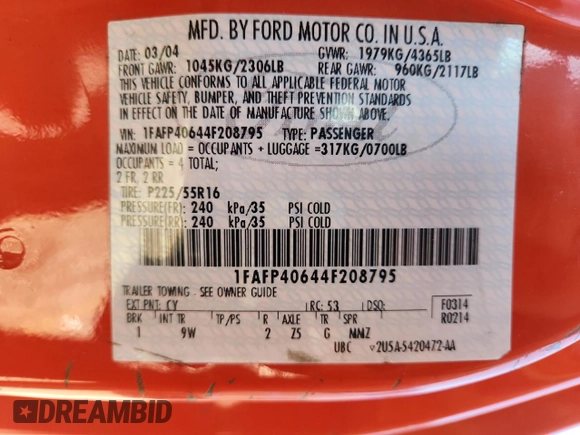 MFD. BY FORD MOTOR CO. IN U.S.A.
DATE: 03/04 GVWR: 1979KG/4365LB
FRONT GAWR: 1045KG/2306LB REAR GAWR: 960KG/2117LB
THIS VEHICLE CONFORMS TO ALL APPLICABLE FEDERAL MOTOR
VEHICLE SAFETY, BUMPER, AND THEFT PREVENTION STANDARDS
IN EFFECT ON THE DATE OF MANUFACTURE SHOWN ABOVE.
VIN: 1FAFP40644F208795 TYPE: PASSENGER
MAXIMUM LOAD = OCCUPANTS + LUGGAGE =317KG/0700LB
OCCUPANTS = 4 TOTAL;
2 FR, 2 RR
TIRE: P225/55R16
PRESSURE(FR): 240 kPa/35 PSI COLD
PRESSURE(RR): 240 kPa/35 PSI COLD
1FAFP40644F208795
TRAILER TOWING - SEE OWNER GUIDE
EXT PNT: CY RC: 53 DSO: F0314
R0214
BRK INT TR TP/PS R AXLE TR SPR
1 9W 2 Z5 G NMNZ
UBC 2U5A-5420472-AA
DREAMBID